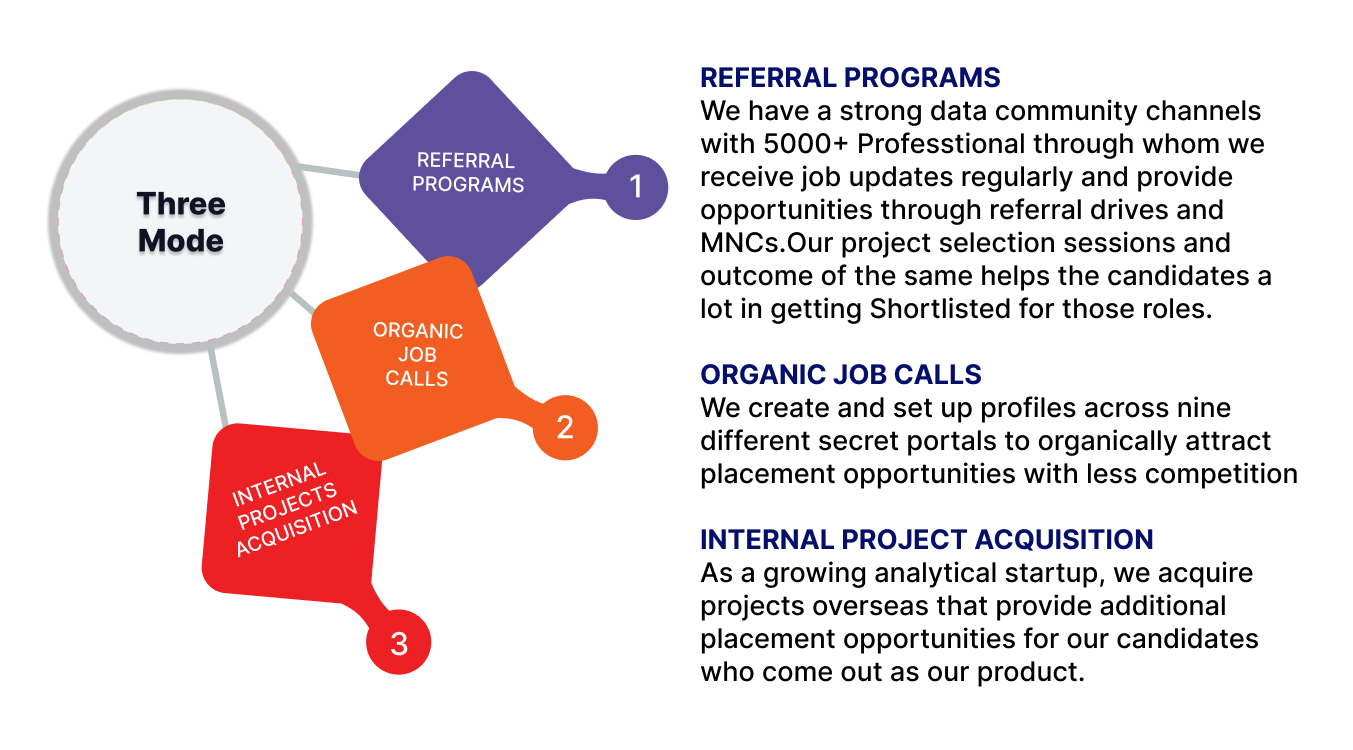 Three
Mode
REFERRAL
PROGRAMS
1
ORGANIC
JOB
CALLS
2
INTERNAL
PROJECTS
ACQUISITION
3
REFERRAL PROGRAMS
We have a strong data community channels
with 5000+ Professtional through whom we
receive job updates regularly and provide
opportunities through referral drives and
MNCs.Our project selection sessions and
outcome of the same helps the candidates a
lot in getting Shortlisted for those roles.
ORGANIC JOB CALLS
We create and set up profiles across nine
different secret portals to organically attract
placement opportunities with less competition
INTERNAL PROJECT ACQUISITION
As a growing analytical startup, we acquire
projects overseas that provide additional
placement opportunities for our candidates
who come out as our product.